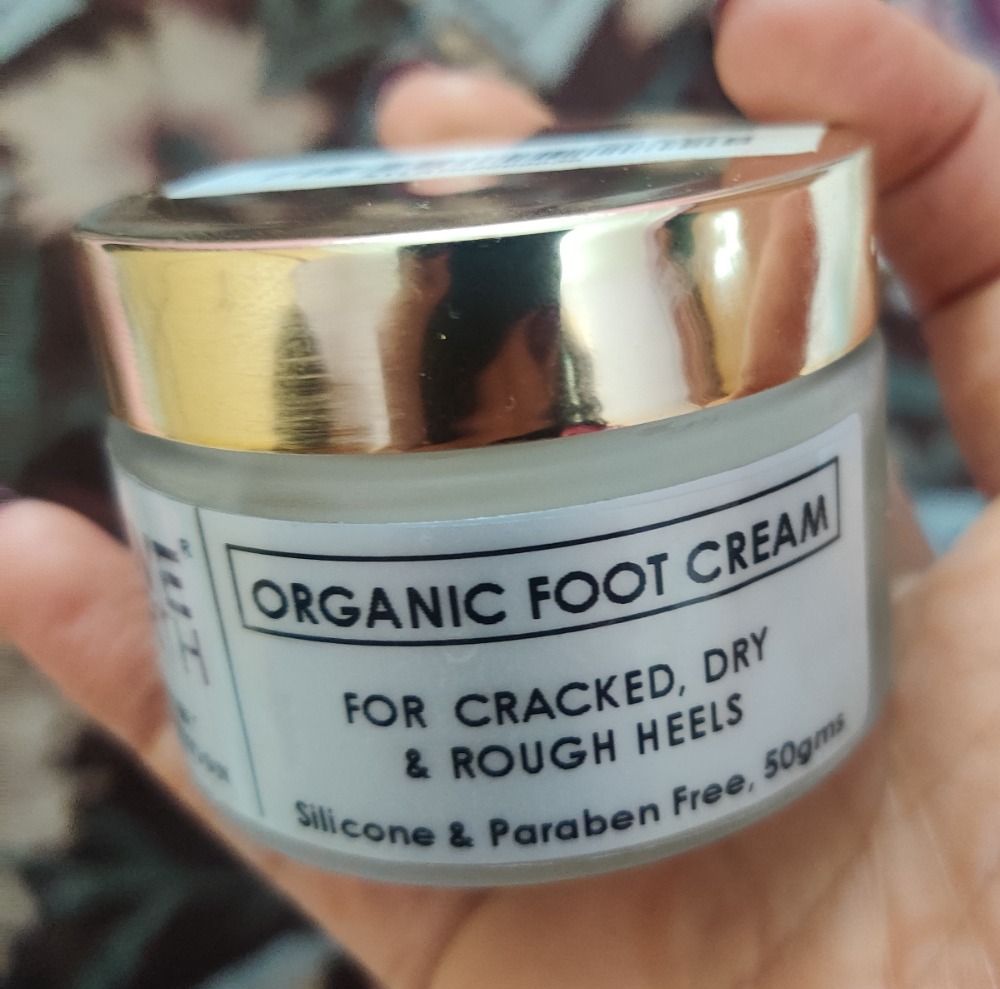 ORGANIC FOOT CREAM
FOR CRACKED, DRY
& ROUGH HEELS
Silicone & Paraben Free, 50gms